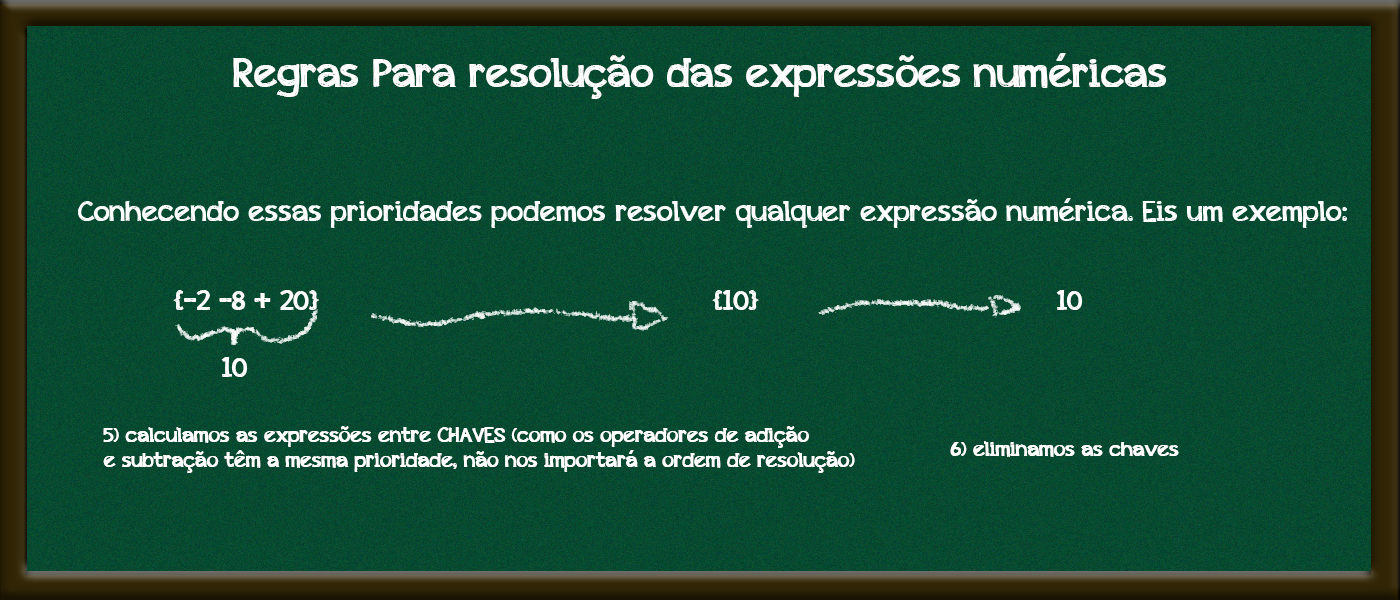 Regras Para resolução das expressões numéricas
Conhecendo essas prioridades podemos resolver qualquer expressão numérica. Eis um exemplo:
{-2 -8 + 20} {10} 10
10
5) calculamos as expressões entre CHAVES (como os operadores de adição
e subtração têm a mesma prioridade, não nos importará a ordem de resolução)
6) eliminamos as chaves